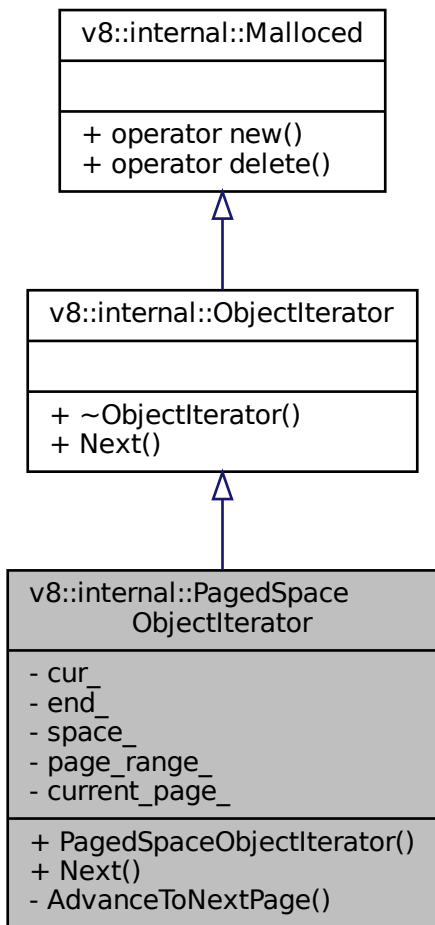 v8::internal::Malloced
+ operator new()
+ operator delete()
v8::internal::ObjectIterator
+ ~ObjectIterator()
+ Next()
v8::internal::PagedSpace
ObjectIterator
- cur_
- end_
- space_
- page_range_
- current_page_
+ PagedSpaceObjectIterator()
+ Next()
- AdvanceToNextPage()